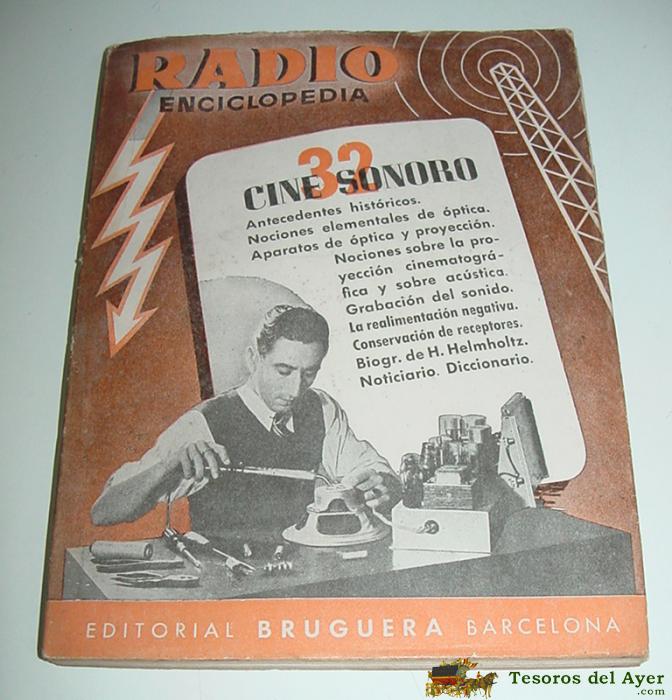 RADIO
ENCICLOPEDIA
32
CINE SONORO
Antecedentes históricos.
Nociones elementales de óptica.
Aparatos de óptica y proyección.
Nociones sobre la pro-
yección cinematográ-
fica y sobre acústica.
Grabación del sonido.
La realimentación negativa.
Conservación de receptores.
Biogr. de H. Helmholtz.
Noticiario. Diccionario.
EDITORIAL BRUGUERA BARCELONA
Tesoros del Ayer
.com